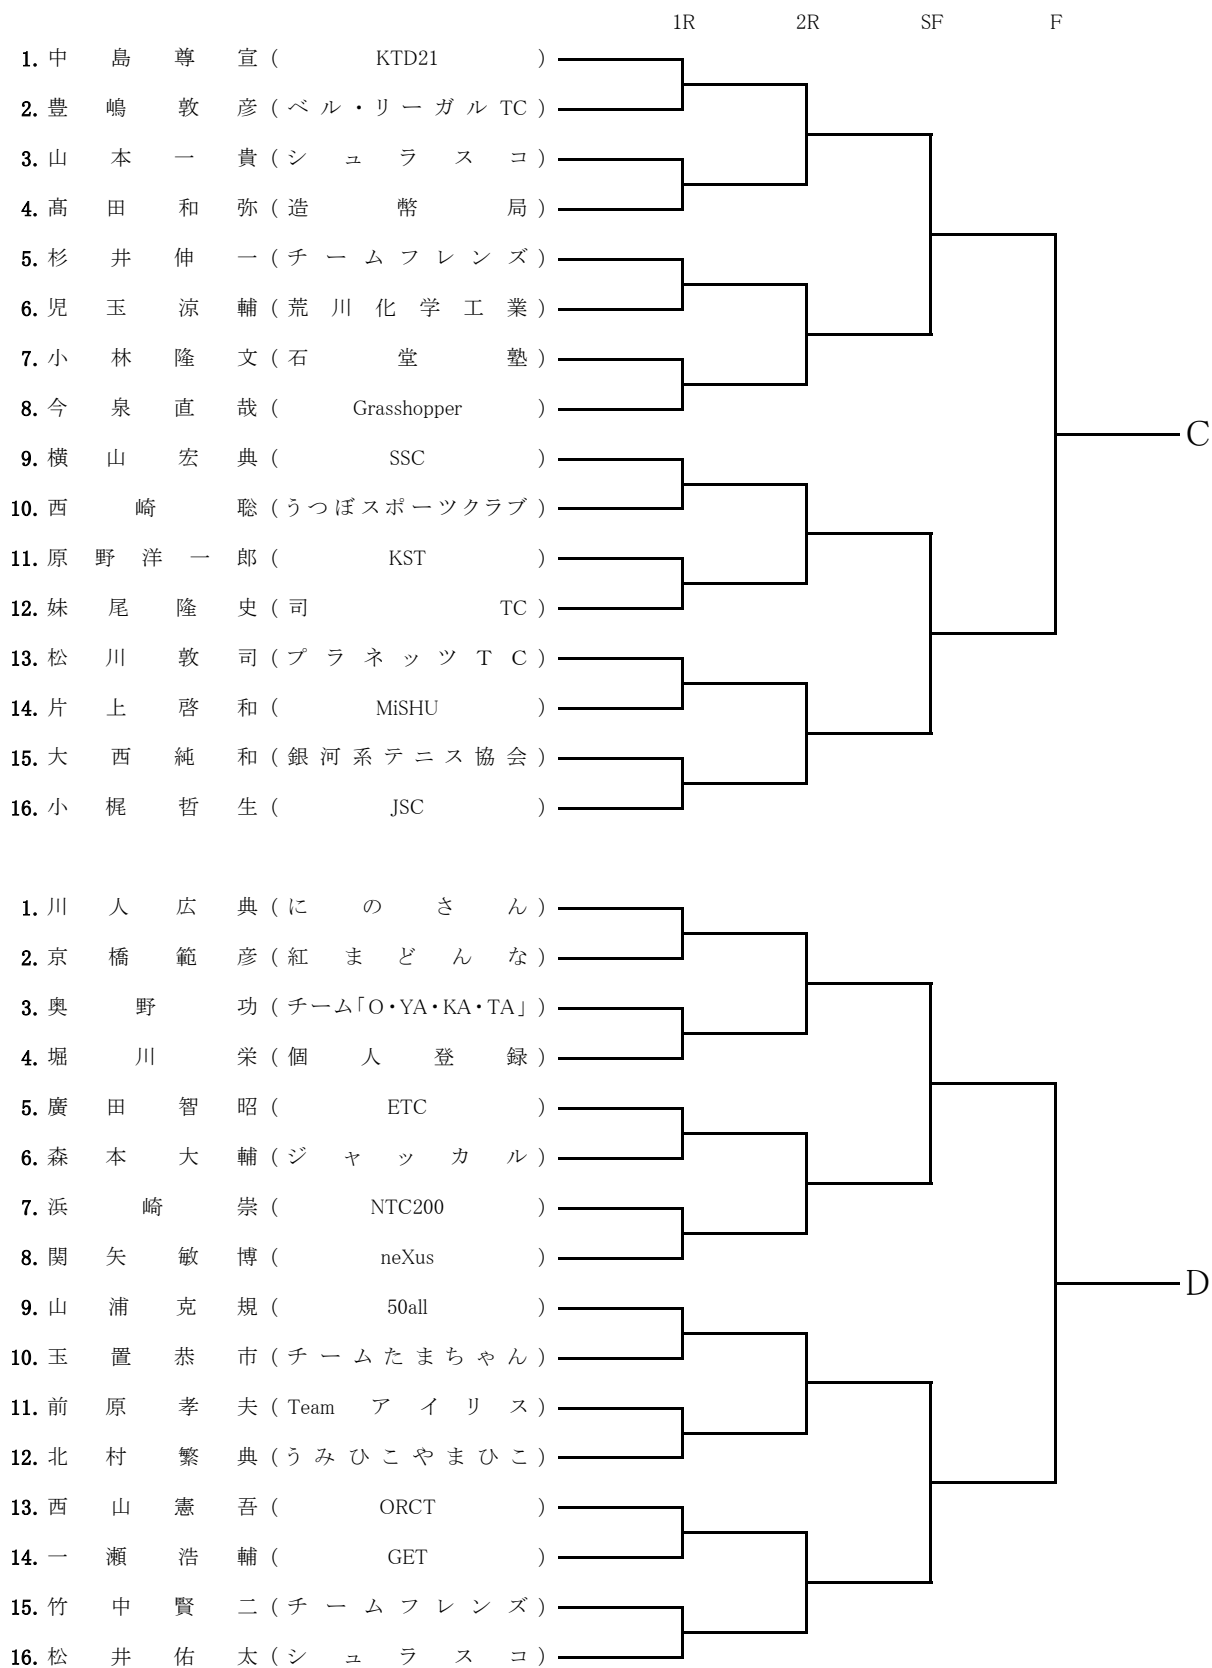 1R 2R SF F
1. 中島尊宣 ( KTD21 )
2. 豊嶋敦彦 ( ベル・リーガルTC )
3. 山本一貴 ( シュラスコ )
4. 髙田和弥 ( 造幣局 )
5. 杉井伸一 ( チームフレンズ )
6. 児玉涼輔 ( 荒川化学工業 )
7. 小林隆文 ( 石堂塾 )
8. 今泉直哉 ( Grasshopper )
C
9. 横山宏典 ( SSC )
10. 西崎聡 ( うつぼスポーツクラブ )
11. 原野洋一郎 ( KST )
12. 妹尾隆史 ( 司TC )
13. 松川敦司 ( プラネッツTC )
14. 片上啓和 ( MiSHU )
15. 大西純和 ( 銀河系テニス協会 )
16. 小梶哲生 ( JSC )
1. 川人広典 ( にのさん )
2. 京橋範彦 ( 紅まどんな )
3. 奥野功 ( チーム「O・YA・KA・TA」 )
4. 堀川栄 ( 個人登録 )
5. 廣田智昭 ( ETC )
6. 森本大輔 ( ジャッカル )
7. 浜崎崇 ( NTC200 )
8. 関矢敏博 ( neXus )
D
9. 山浦克規 ( 50all )
10. 玉置恭市 ( チームたまちゃん )
11. 前原孝夫 ( Team アイリス )
12. 北村繁典 ( うみひこやまひこ )
13. 西山憲吾 ( ORCT )
14. 一瀬浩輔 ( GET )
15. 竹中賢二 ( チームフレンズ )
16. 松井佑太 ( シュラスコ )